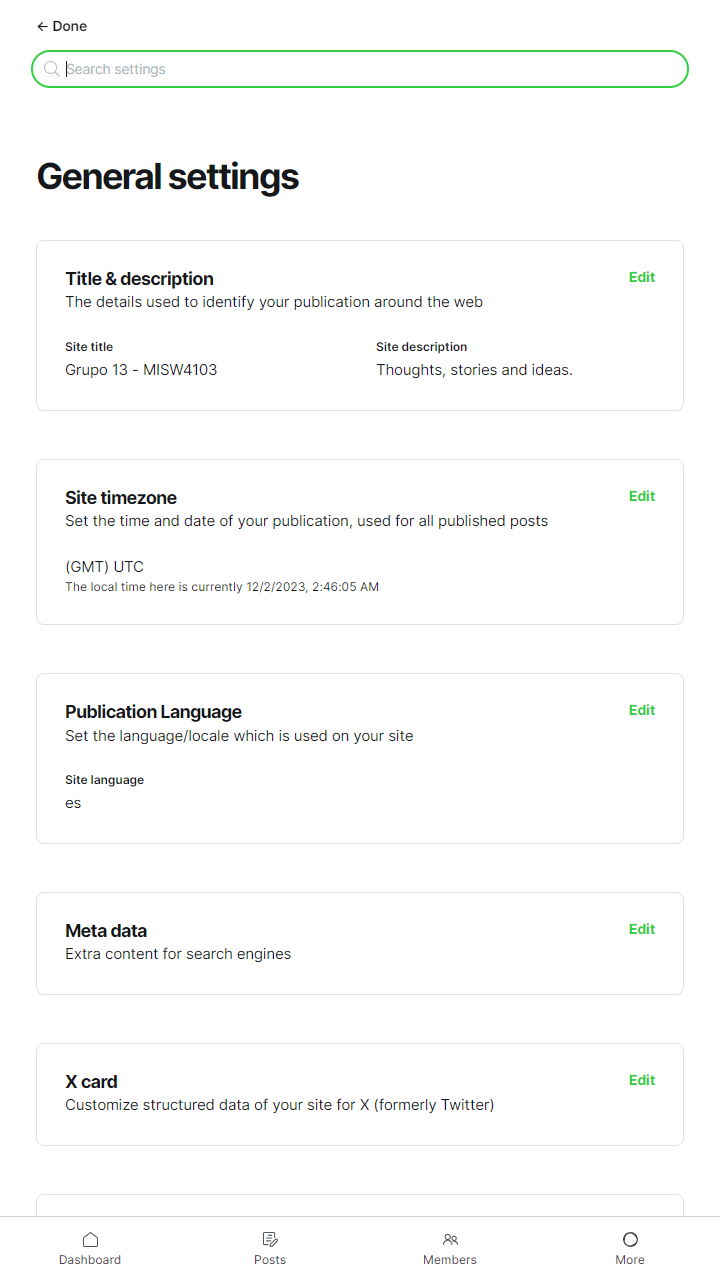 ← Done
Search settings
General settings
Title & description
Edit
The details used to identify your publication around the web
Site title
Site description
Grupo 13 - MISW4103
Thoughts, stories and ideas.
Site timezone
Edit
Set the time and date of your publication, used for all published posts
(GMT) UTC
The local time here is currently 12/2/2023, 2:46:05 AM
Publication Language
Edit
Set the language/locale which is used on your site
Site language
es
Meta data
Edit
Extra content for search engines
X card
Edit
Customize structured data of your site for X (formerly Twitter)
Dashboard
Posts
Members
More